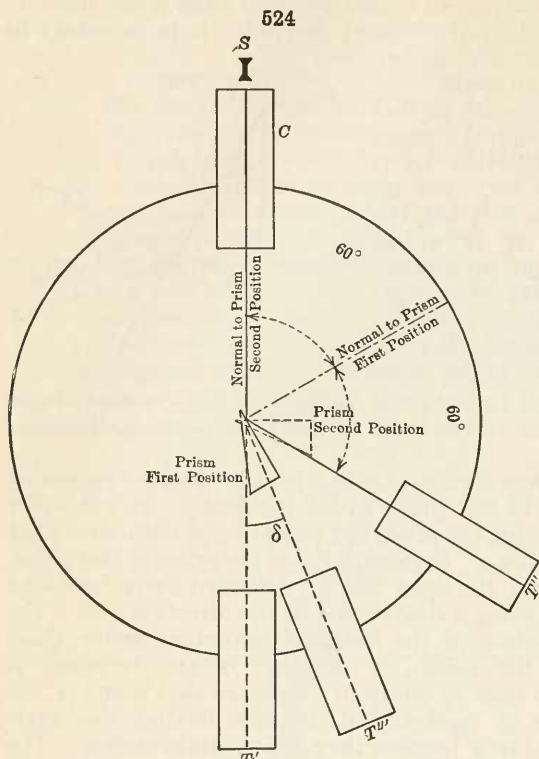 524
S
C
60°
Normal to Prism
Second Position
Normal to Prism
First Position
60°
Prism
Second Position
Prism
First Position
δ
T''
T'''
T'